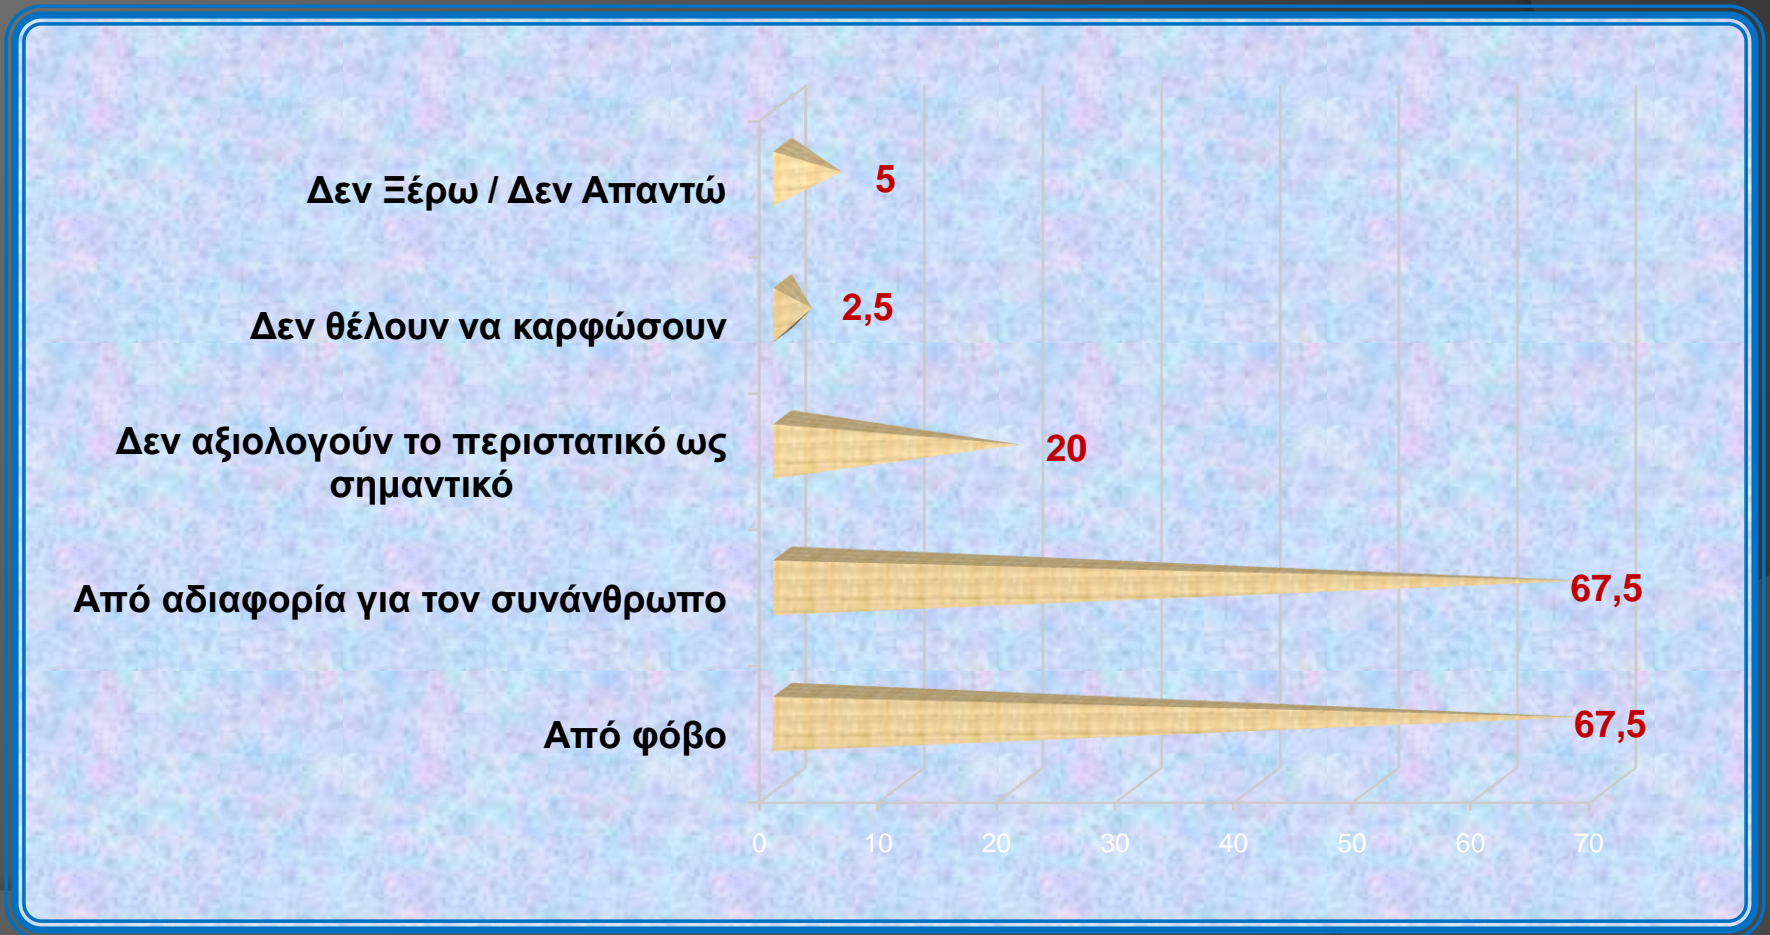 Δεν Ξέρω / Δεν Απαντώ
5
Δεν θέλουν να καρφώσουν
2,5
Δεν αξιολογούν το περιστατικό ως
σημαντικό
20
Από αδιαφορία για τον συνάνθρωπο
67,5
Από φόβο
67,5
0 10 20 30 40 50 60 70